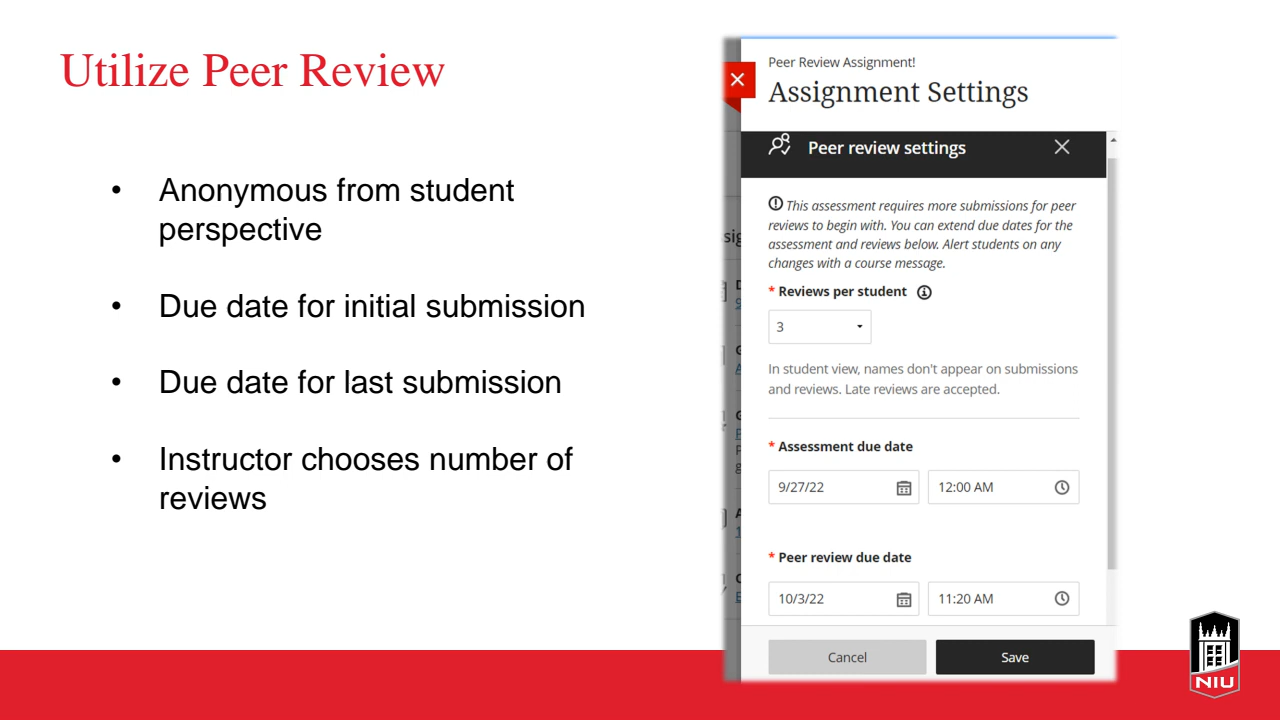 Utilize Peer Review
• Anonymous from student
perspective
• Due date for initial submission
• Due date for last submission
• Instructor chooses number of
reviews
Peer Review Assignment!
Assignment Settings
Peer review settings
This assessment requires more submissions for peer
reviews to begin with. You can extend due dates for the
assessment and reviews below. Alert students on any
changes with a course message.
* Reviews per student
3
In student view, names don't appear on submissions
and reviews. Late reviews are accepted.
* Assessment due date
9/27/22 12:00 AM
* Peer review due date
10/3/22 11:20 AM
Cancel Save
NIU